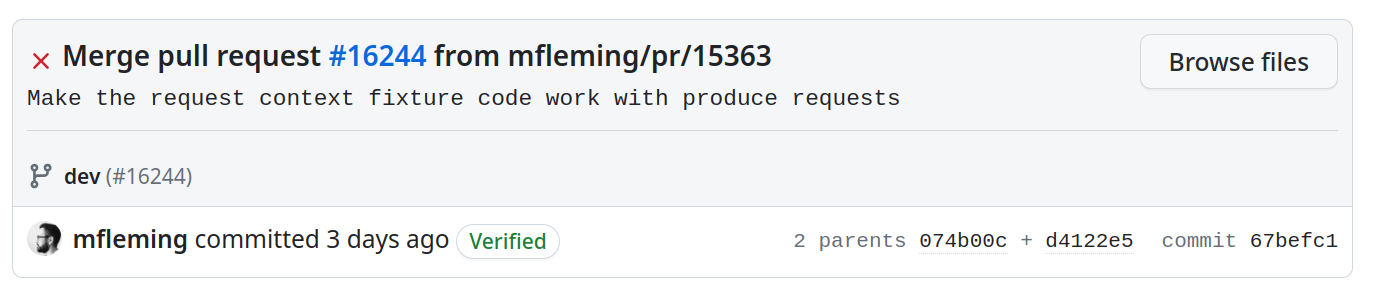 Merge pull request #16244 from mfleming/pr/15363
Browse files
Make the request context fixture code work with produce requests
dev (#16244)
mfleming committed 3 days ago Verified 2 parents 074b00c + d4122e5 commit 67befc1